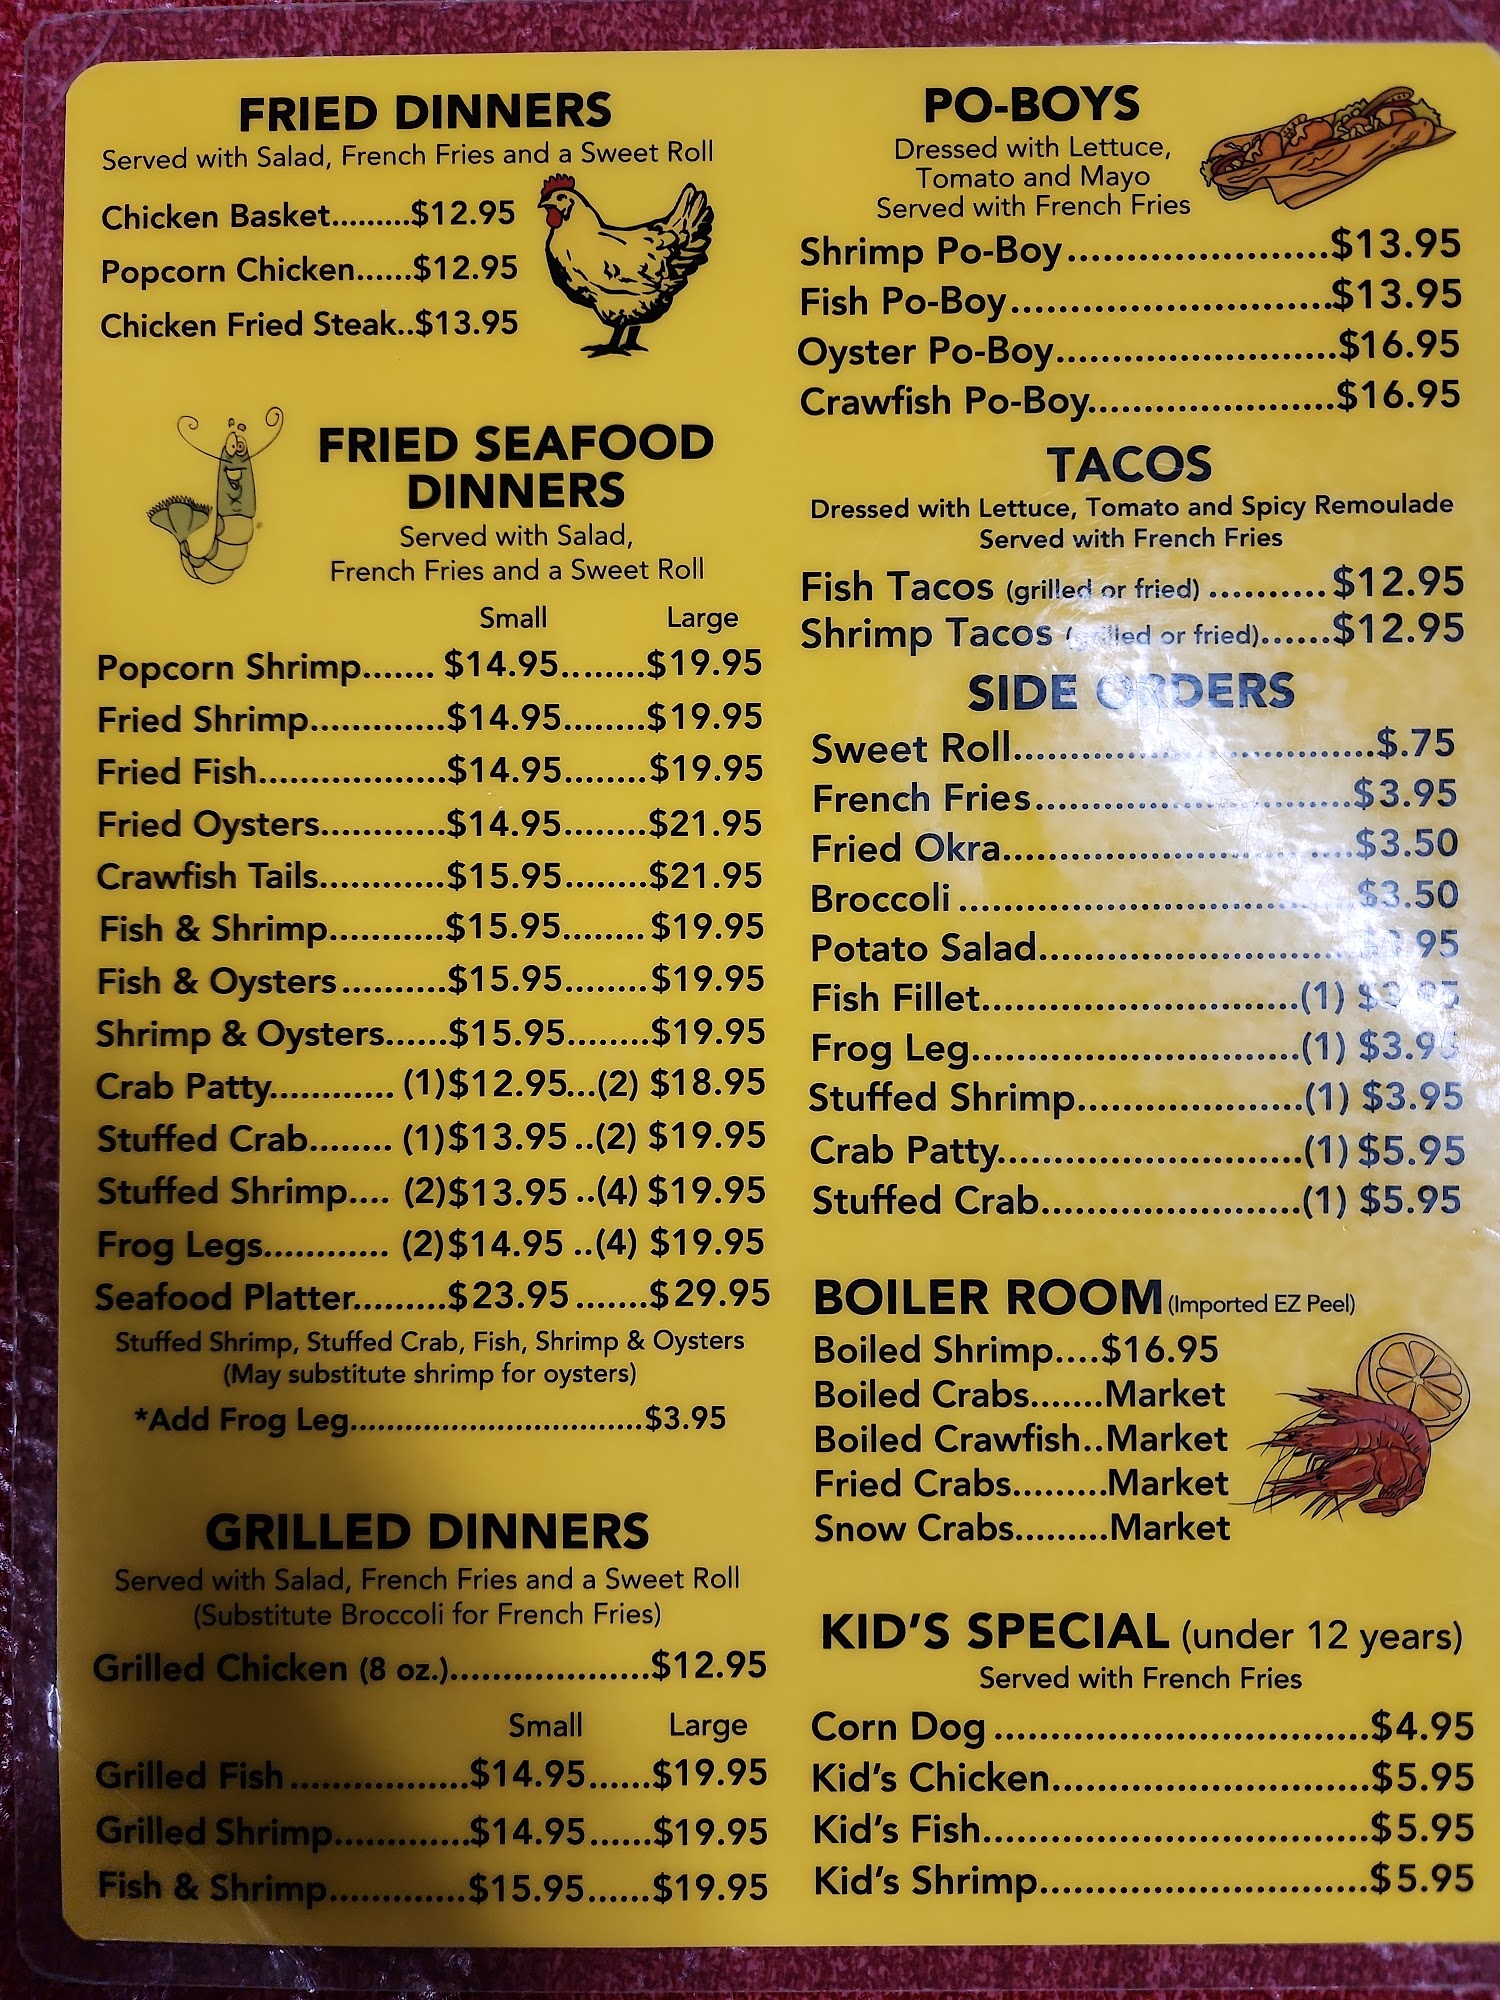 FRIED DINNERS
Served with Salad, French Fries and a Sweet Roll
Chicken Basket.........$12.95
Popcorn Chicken......$12.95
Chicken Fried Steak..$13.95
FRIED SEAFOOD
DINNERS
Served with Salad,
French Fries and a Sweet Roll
Small Large
Popcorn Shrimp....... $14.95........$19.95
Fried Shrimp............$14.95........$19.95
Fried Fish.................$14.95........$19.95
Fried Oysters...........$14.95........$21.95
Crawfish Tails...........$15.95........$21.95
Fish & Shrimp..........$15.95........$19.95
Fish & Oysters..........$15.95........$19.95
Shrimp & Oysters......$15.95........$19.95
Crab Patty............ (1)$12.95...(2) $18.95
Stuffed Crab........ (1)$13.95..(2) $19.95
Stuffed Shrimp.... (2)$13.95..(4) $19.95
Frog Legs............ (2)$14.95..(4) $19.95
Seafood Platter.........$23.95.......$29.95
Stuffed Shrimp, Stuffed Crab, Fish, Shrimp & Oysters
(May substitute shrimp for oysters)
*Add Frog Leg..............................$3.95
GRILLED DINNERS
Served with Salad, French Fries and a Sweet Roll
(Substitute Broccoli for French Fries)
Grilled Chicken (8 oz.)...................$12.95
Small Large
Grilled Fish.................$14.95......$19.95
Grilled Shrimp.............$14.95......$19.95
Fish & Shrimp.............$15.95......$19.95
PO-BOYS
Dressed with Lettuce,
Tomato and Mayo
Served with French Fries
Shrimp Po-Boy.......................$13.95
Fish Po-Boy............................$13.95
Oyster Po-Boy.........................$16.95
Crawfish Po-Boy......................$16.95
TACOS
Dressed with Lettuce, Tomato and Spicy Remoulade
Served with French Fries
Fish Tacos (grilled or fried) ..........$12.95
Shrimp Tacos or fried)......$12.95
SIDE ORDERS
Sweet Roll................................$.75
French Fries............................$3.95
Fried Okra...............................$3.50
Broccoli ...................................$3.50
Potato Salad............................
Fish Fillet............................(1)
Frog Leg.............................(1)
Stuffed Shrimp....................(1) $3.95
Crab Patty...........................(1) $5.95
Stuffed Crab.......................(1) $5.95
BOILER ROOM (Imported EZ Peel)
Boiled Shrimp....$16.95
Boiled Crabs.......Market
Boiled Crawfish..Market
Fried Crabs.........Market
Snow Crabs.........Market
KID'S SPECIAL (under 12 years)
Served with French Fries
Corn Dog .................................$4.95
Kid's Chicken............................$5.95
Kid's Fish..................................$5.95
Kid's Shrimp.............................$5.95